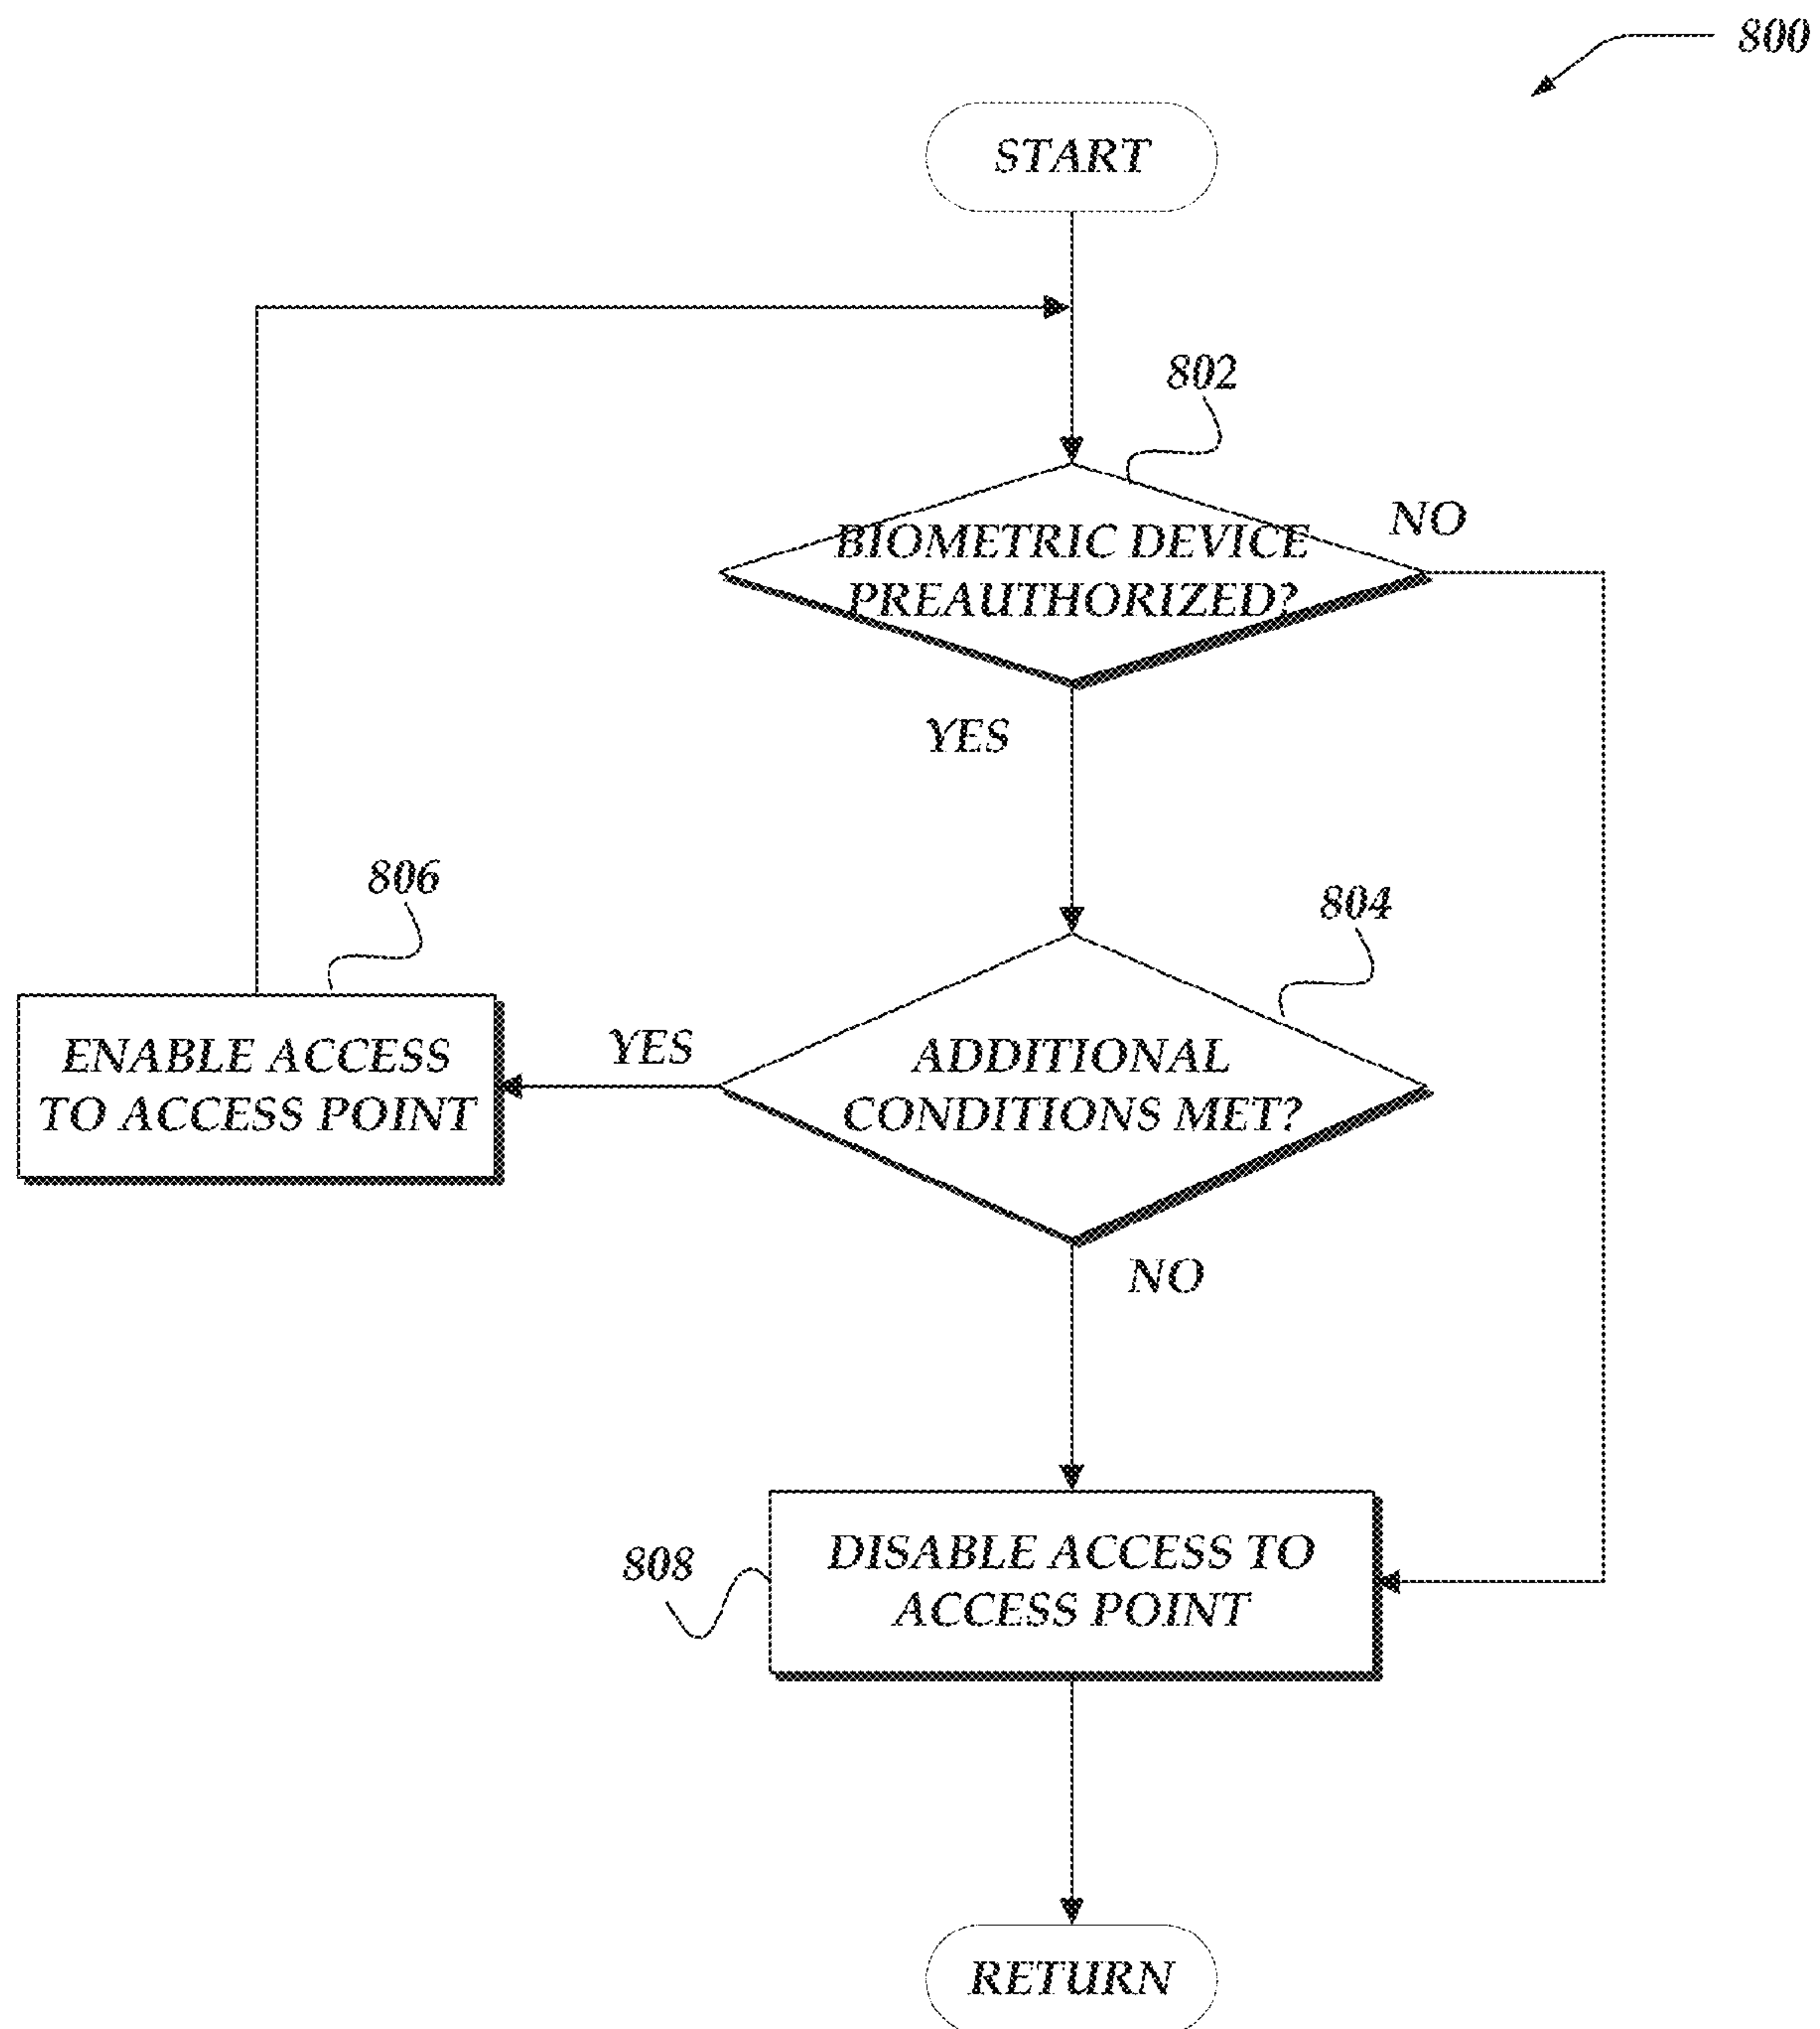 800
START
802
BIOMETRIC DEVICE
PREAUTHORIZED?
NO
YES
806
804
ENABLE ACCESS
TO ACCESS POINT
YES
ADDITIONAL
CONDITIONS MET?
NO
808
DISABLE ACCESS TO
ACCESS POINT
RETURN